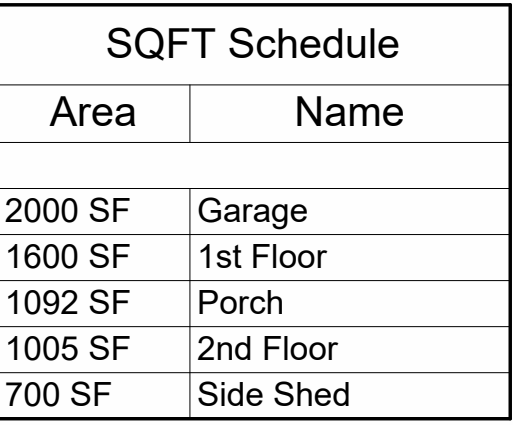 SQFT Schedule
Area Name
2000 SF Garage
1600 SF 1st Floor
1092 SF Porch
1005 SF 2nd Floor
700 SF Side Shed